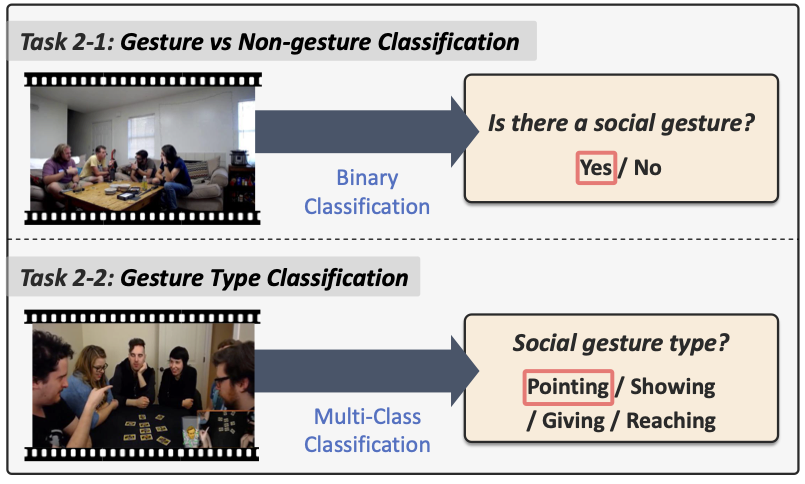 Task 2-1: Gesture vs Non-gesture Classification
Is there a social gesture?
Yes / No
Binary
Classification
Task 2-2: Gesture Type Classification
Social gesture type?
Pointing / Showing
/ Giving / Reaching
Multi-Class
Classification